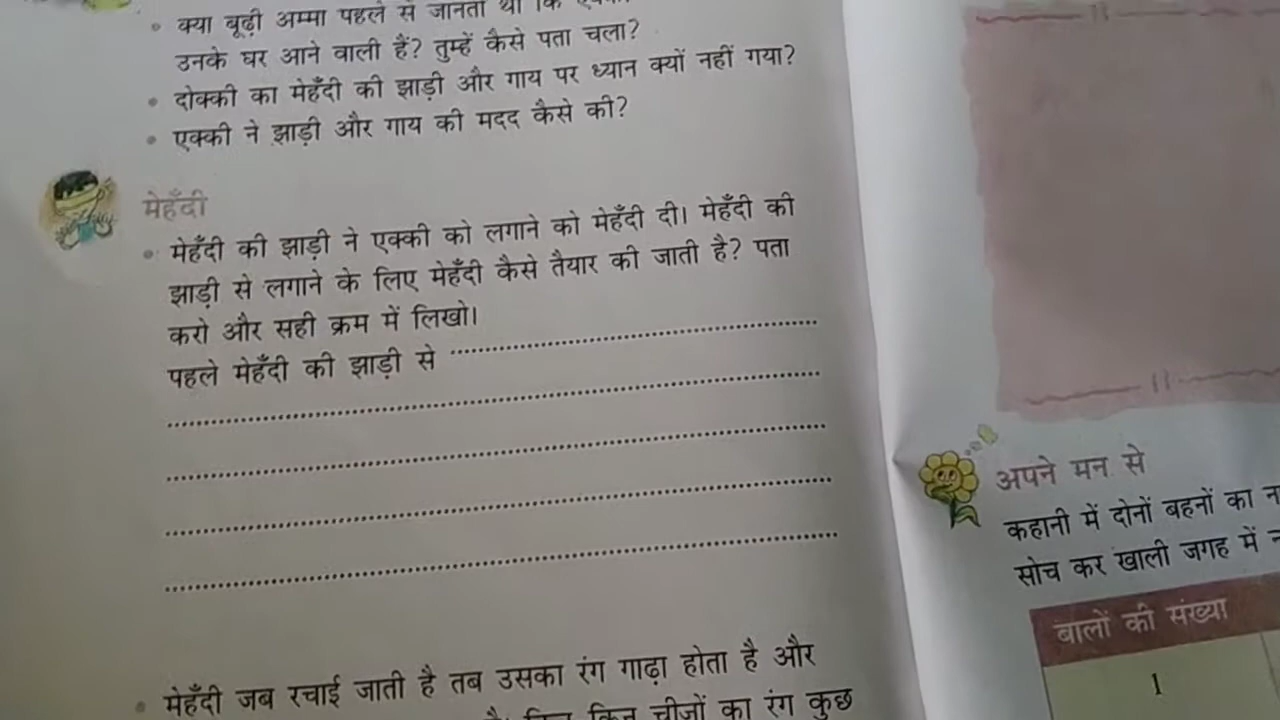 क्या बूढ़ी अम्मा पहले से जानती थी कि
उनके घर आने वाली हैं? तुम्हें कैसे पता चला?
दोक्की का मेहँदी की झाड़ी और गाय पर ध्यान क्यों नहीं गया?
एक्की ने झाड़ी और गाय की मदद कैसे की?
मेहँदी
मेहँदी की झाड़ी ने एक्की को लगाने को मेहँदी दी। मेहँदी की
झाड़ी से लगाने के लिए मेहँदी कैसे तैयार की जाती है? पता
करो और सही क्रम में लिखो।
पहले मेहँदी की झाड़ी से
मेहँदी जब रचाई जाती है तब उसका रंग गाढ़ा होता है और
किन चीज़ों का रंग कुछ
अपने मन से
कहानी में दोनों बहनों का
सोच कर खाली जगह में
बालों की संख्या
1